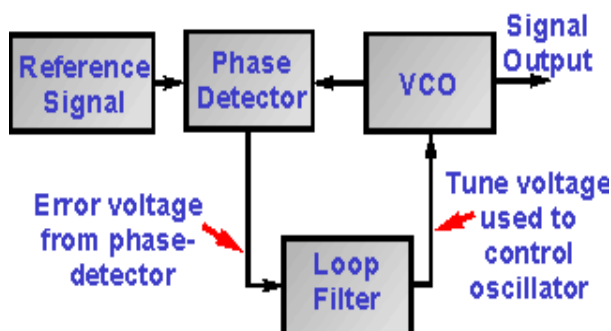 Reference
Signal
Phase
Detector
VCO
Signal
Output
Error voltage
from phase-
detector
Loop
Filter
Tune voltage
used to
control
oscillator